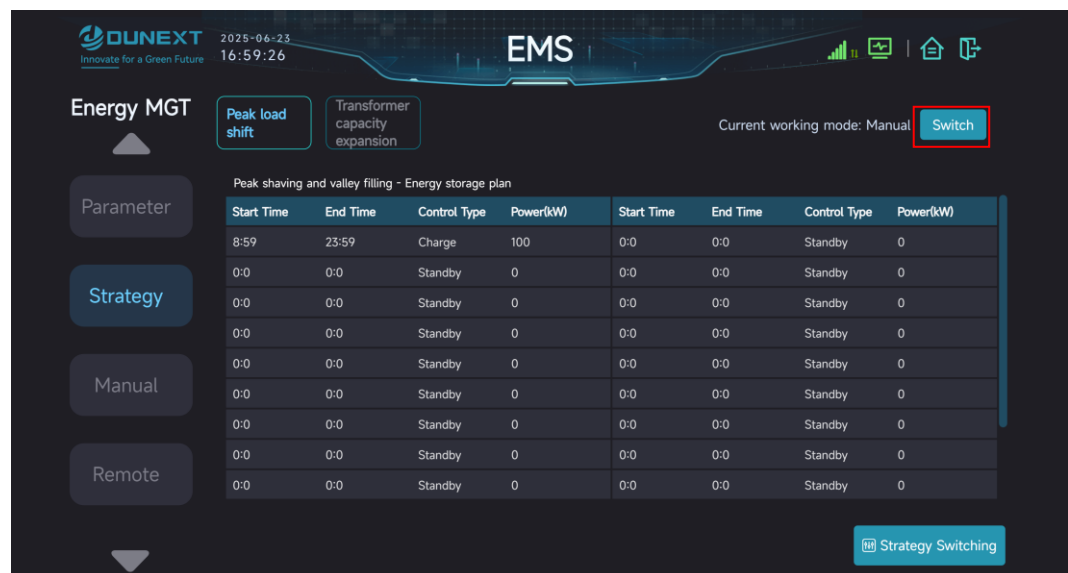 DUNEXT
Innovate for a Green Future
2025-06-23
16:59:26
EMS
Energy MGT
Peak load
shift
Transformer
capacity
expansion
Current working mode: Manual
Switch
Parameter
Strategy
Manual
Remote
Peak shaving and valley filling - Energy storage plan
Start Time End Time Control Type Power(kW) Start Time End Time Control Type Power(kW)
8:59 23:59 Charge 100 0:0 0:0 Standby 0
0:0 0:0 Standby 0 0:0 0:0 Standby 0
0:0 0:0 Standby 0 0:0 0:0 Standby 0
0:0 0:0 Standby 0 0:0 0:0 Standby 0
0:0 0:0 Standby 0 0:0 0:0 Standby 0
0:0 0:0 Standby 0 0:0 0:0 Standby 0
0:0 0:0 Standby 0 0:0 0:0 Standby 0
0:0 0:0 Standby 0 0:0 0:0 Standby 0
0:0 0:0 Standby 0 0:0 0:0 Standby 0
Strategy Switching